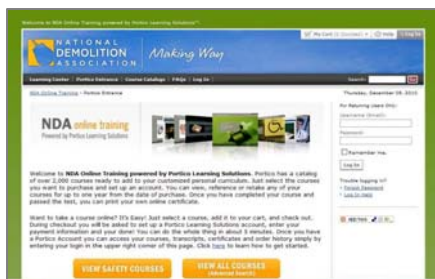 Welcome to NDA Online Training powered by Portico Learning Solutions™
My Cart (0 Courses) Help Log In
NATIONAL
DEMOLITION
ASSOCIATION
Making Way
Learning Center Portico Entrance Course Catalogs FAQs Log In Search:
NDA Online Training > Portico Entrance
Thursday, December 09, 2010
NDA online training
Powered by Portico Learning Solutions
For Returning Users Only:
Username (Email):
Password:
Remember me.
Log In
Trouble logging in?
Forgot Password
Log In Help
Welcome to NDA Online Training powered by Portico Learning Solutions. Portico has a catalog
of over 2,000 courses ready to add to your customized personal curriculum. Just select the courses
you want to purchase and set up an account. You can view, reference or retake any of your
courses for up to one year from the date of purchase. Once you have completed your course and
passed the test, you can print your own online certificate.
Want to take a course online? It's Easy! Just select a course, add it to your cart, and check out.
During checkout you will be asked to set up a Portico Learning Solutions account, enter your
payment information and your done! You can do the whole thing in about 5 minutes. Once you have
a Portico Account you can access your courses, transcripts, certificates and order history simply by
entering your login in the upper right corner of this page. Click here to learn how to get started.
VIEW SAFETY COURSES
VIEW ALL COURSES
(Advanced Search)